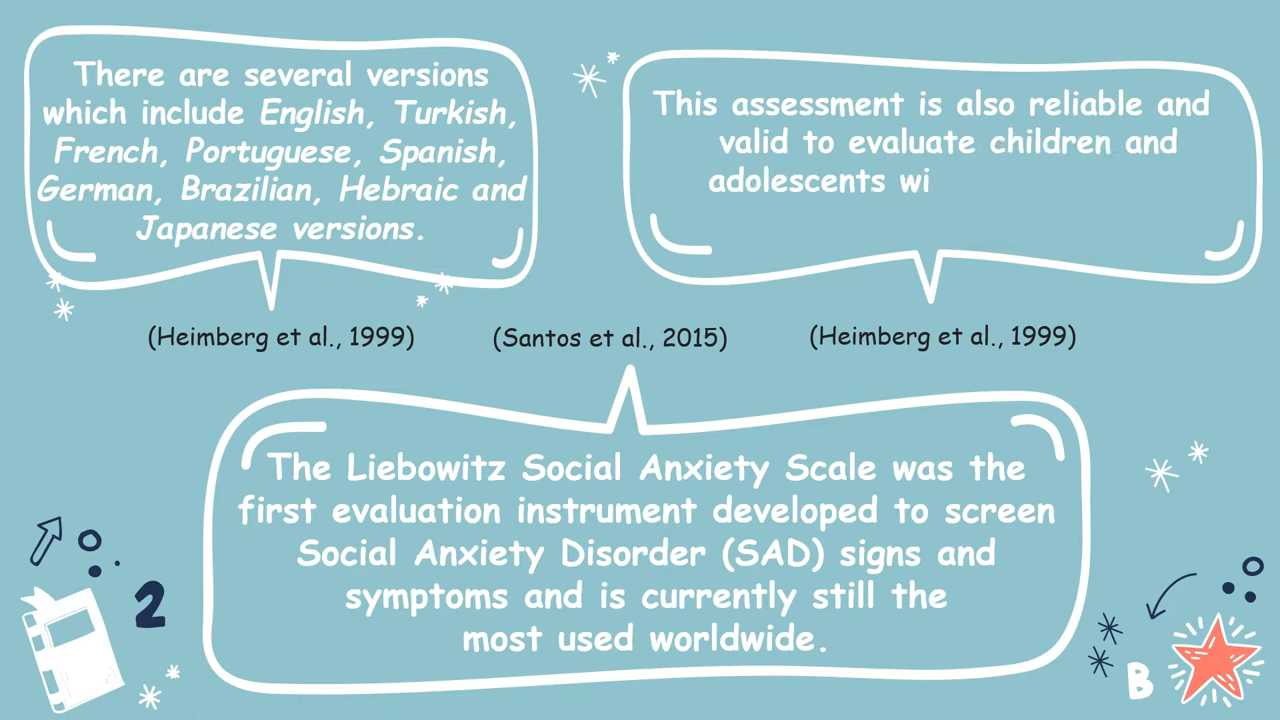 There are several versions
which include English, Turkish,
French, Portuguese, Spanish,
German, Brazilian, Hebraic and
Japanese versions.
This assessment is also reliable and
valid to evaluate children and
adolescents wi
(Heimberg et al., 1999)
(Santos et al., 2015)
(Heimberg et al., 1999)
The Liebowitz Social Anxiety Scale was the
first evaluation instrument developed to screen
Social Anxiety Disorder (SAD) signs and
symptoms and is currently still the
most used worldwide.
2
B